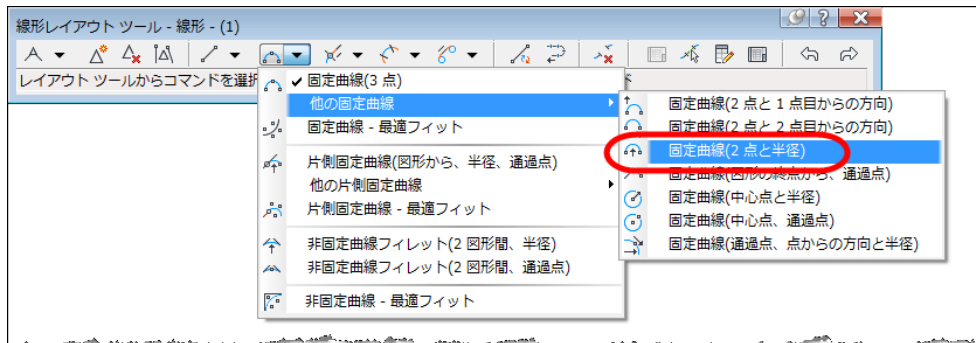 線形レイアウト ツール - 線形 - (1)
レイアウト ツールからコマンドを選択
固定曲線(3 点)
他の固定曲線
固定曲線 - 最適フィット
片側固定曲線(図形から、半径、通過点)
他の片側固定曲線
片側固定曲線 - 最適フィット
非固定曲線フィレット(2 図形間、半径)
非固定曲線フィレット(2 図形間、通過点)
非固定曲線 - 最適フィット
固定曲線(2 点と 1 点目からの方向)
固定曲線(2 点と 2 点目からの方向)
固定曲線(2 点と半径)
固定曲線(図形の終点から、通過点)
固定曲線(中心点と半径)
固定曲線(中心点、通過点)
固定曲線(通過点、点からの方向と半径)